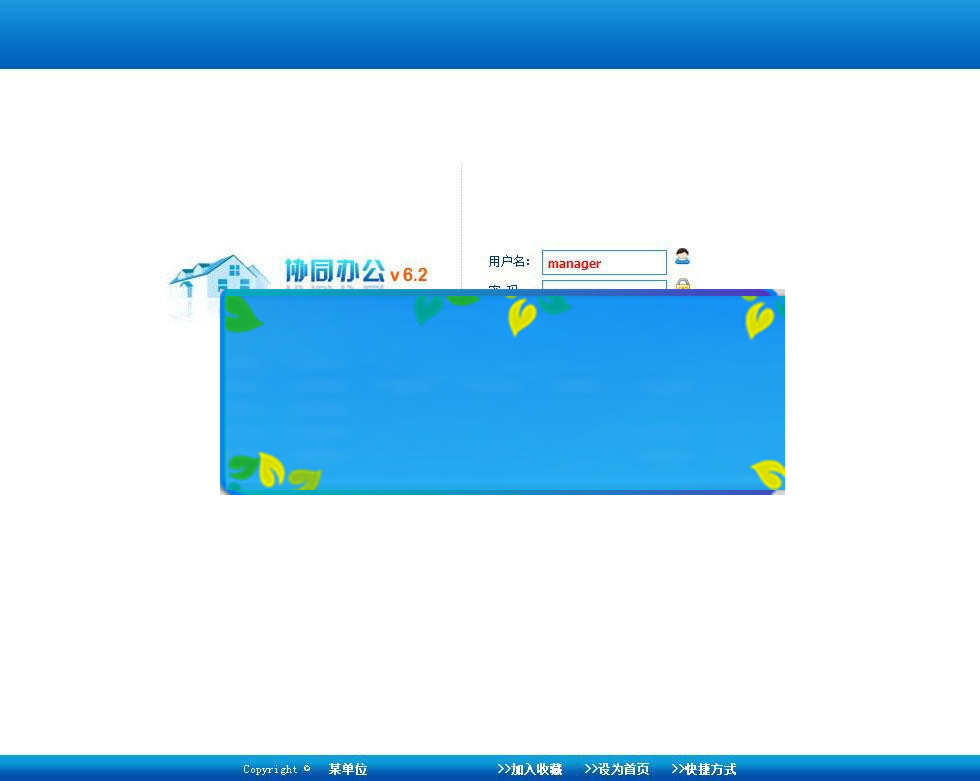 协同办公 v 6.2
用户名:
manager
密 码
Copyright © 某单位
>>加入收藏 >>设为首页 >>快捷方式